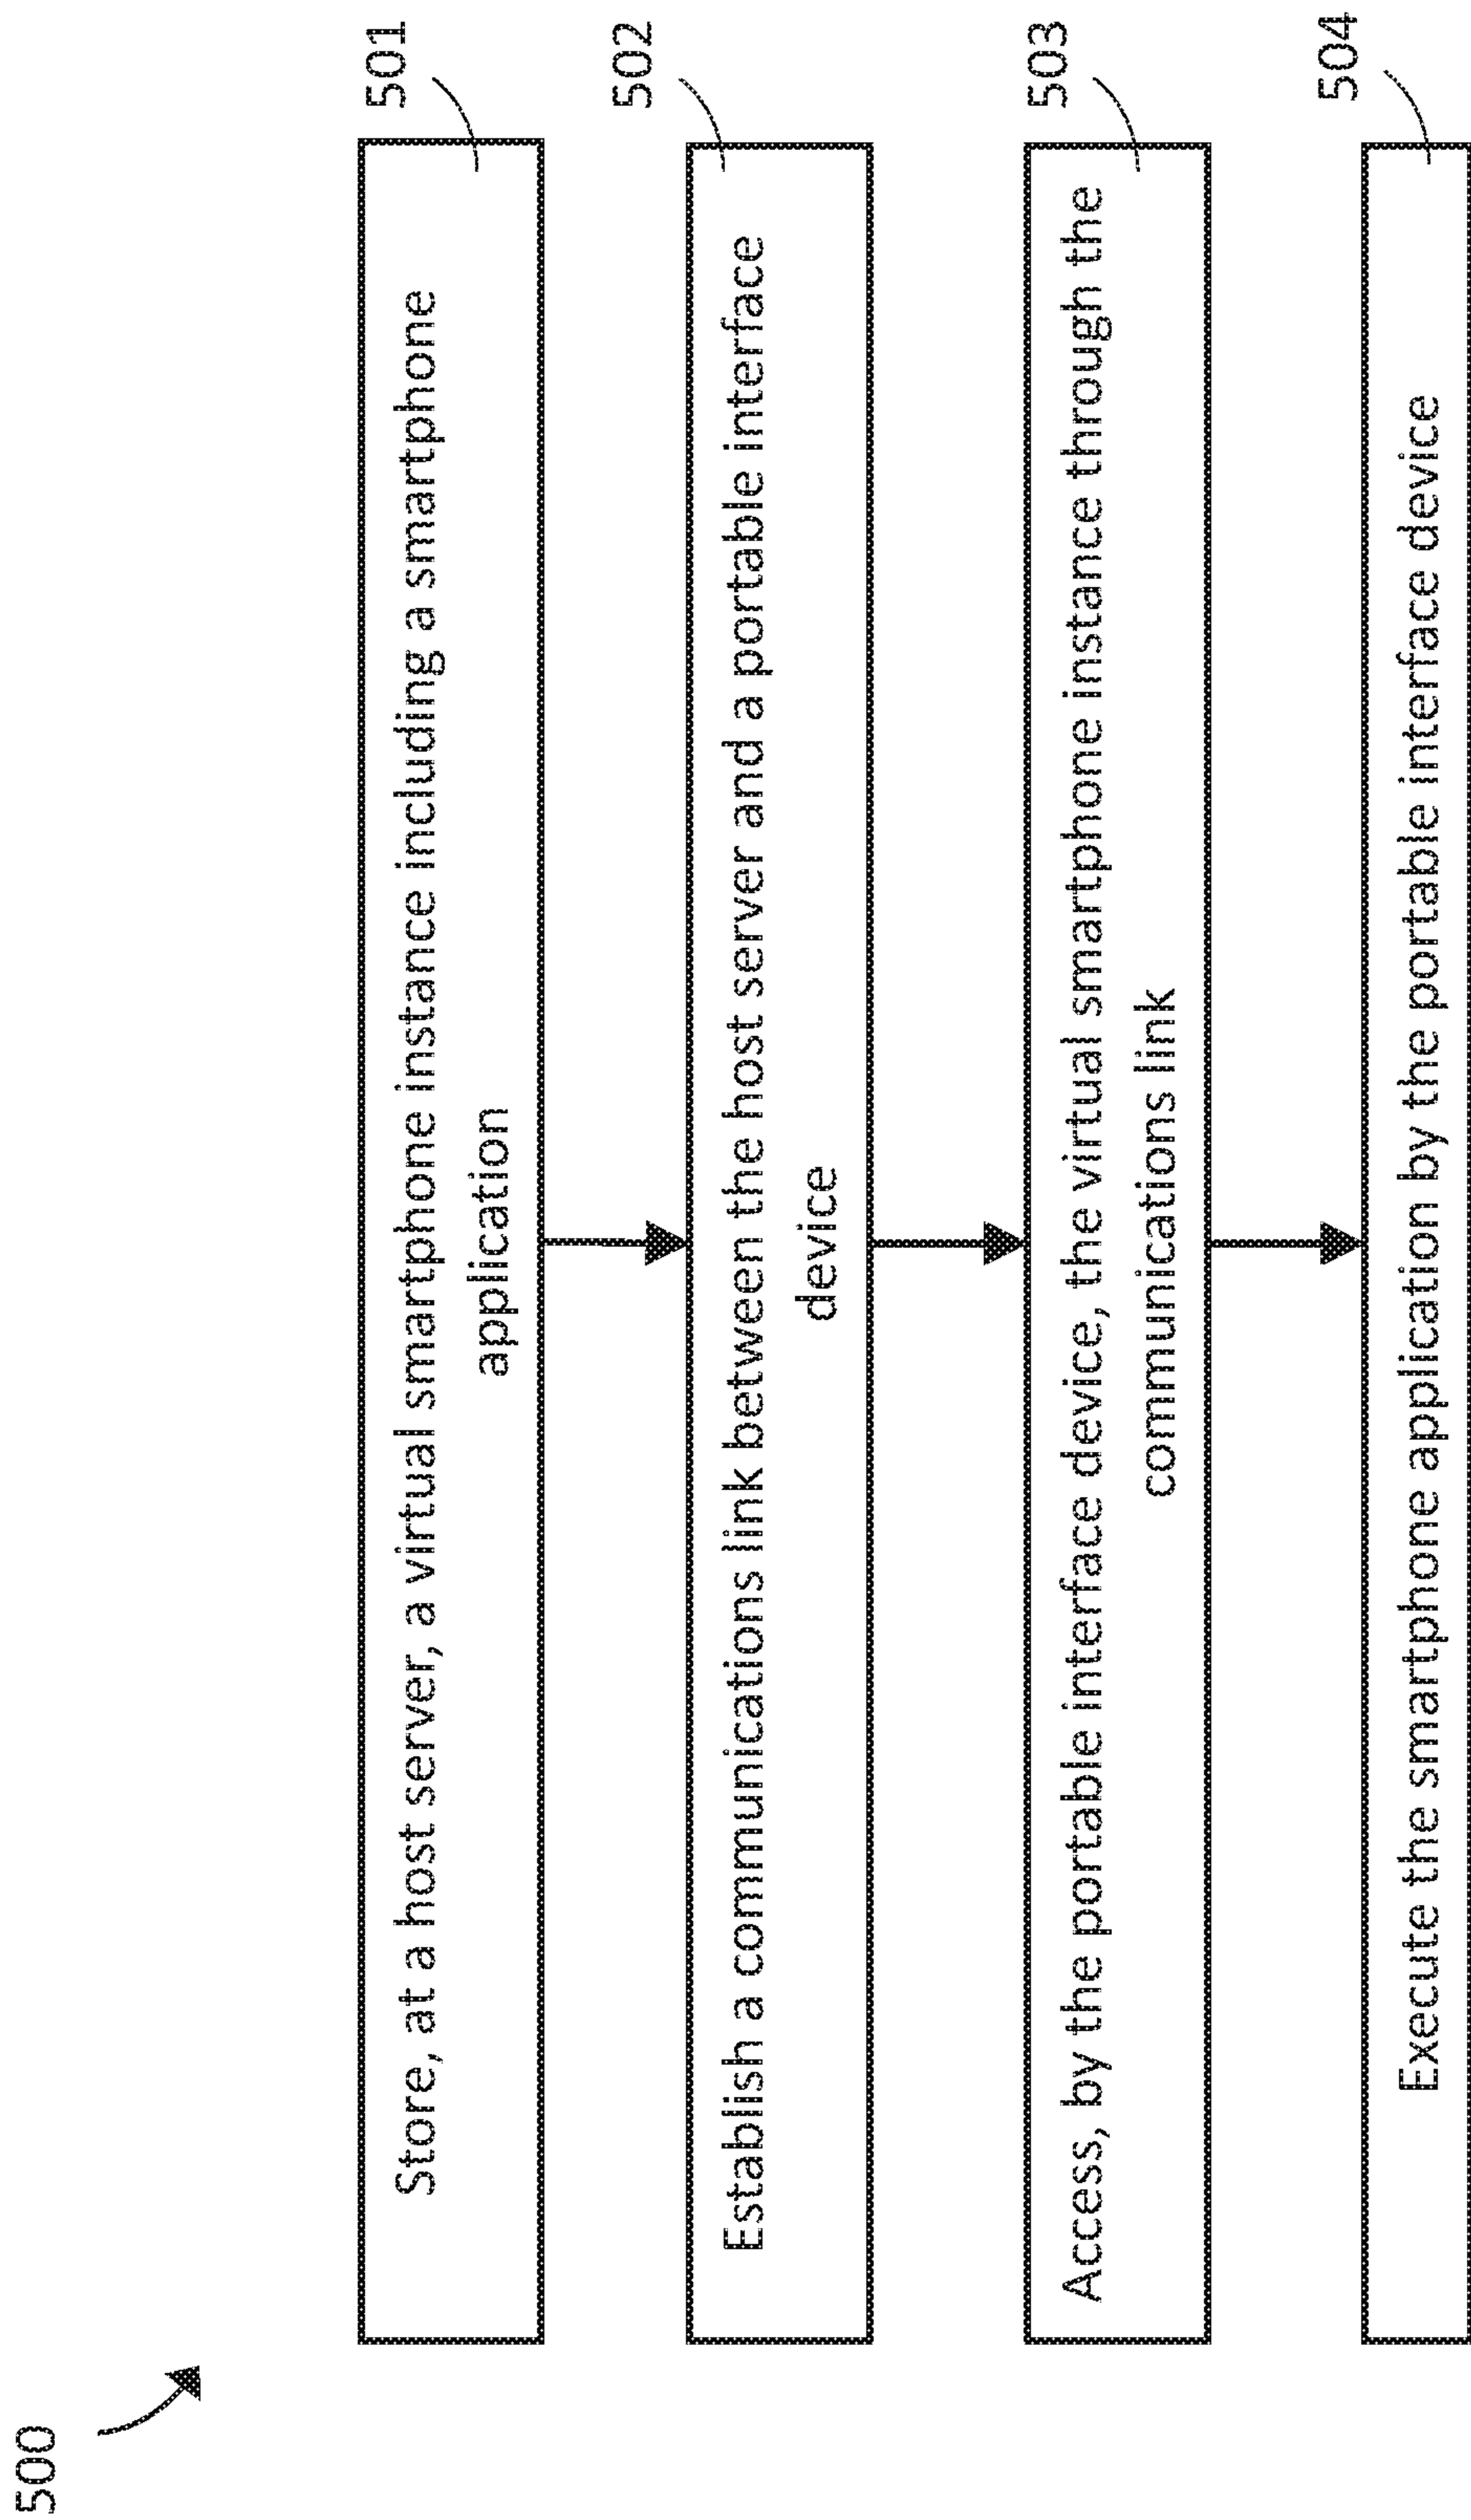 500
501
Store, at a host server, a virtual smartphone instance including a smartphone
application
502
Establish a communications link between the host server and a portable interface
device
503
Access, by the portable interface device, the virtual smartphone instance through the
communications link
504
Execute the smartphone application by the portable interface device